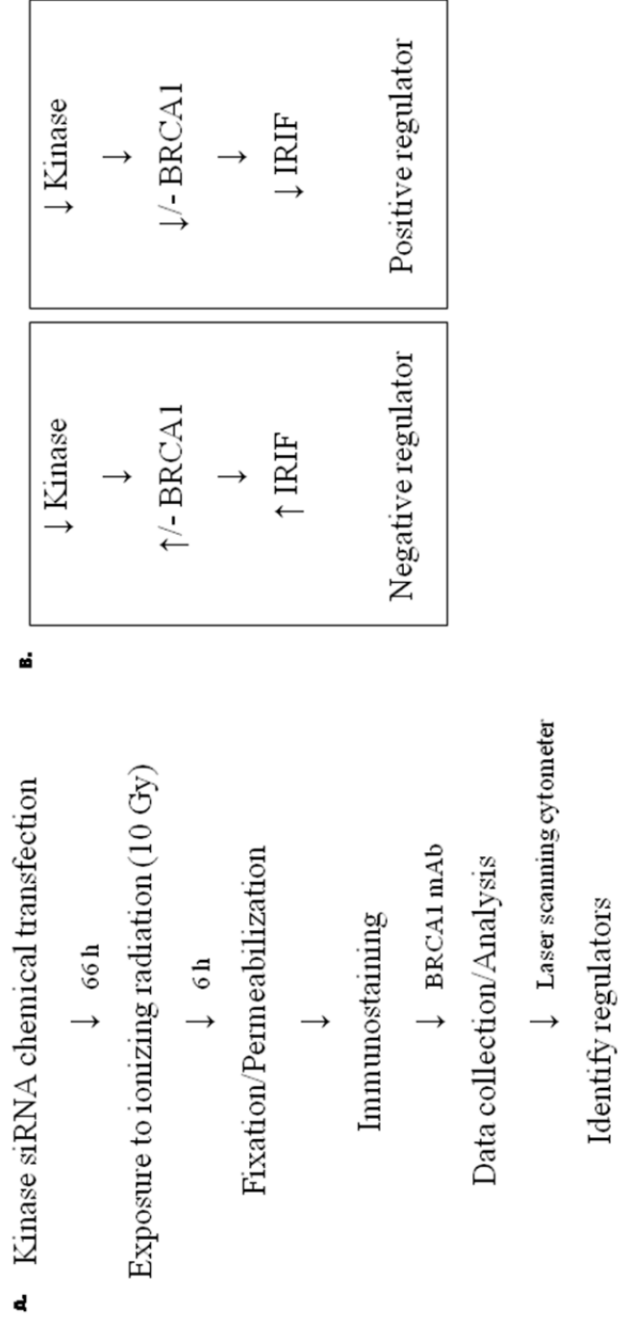 A. Kinase siRNA chemical transfection
↓ 66 h
Exposure to ionizing radiation (10 Gy)
↓ 6 h
Fixation/Permeabilization
↓
Immunostaining
↓ BRCA1 mAb
Data collection/Analysis
↓ Laser scanning cytometer
Identify regulators
B.
↓ Kinase
↓
↑/- BRCA1
↓
↑ IRIF
Negative regulator
↓ Kinase
↓
↓/- BRCA1
↓
↓ IRIF
Positive regulator